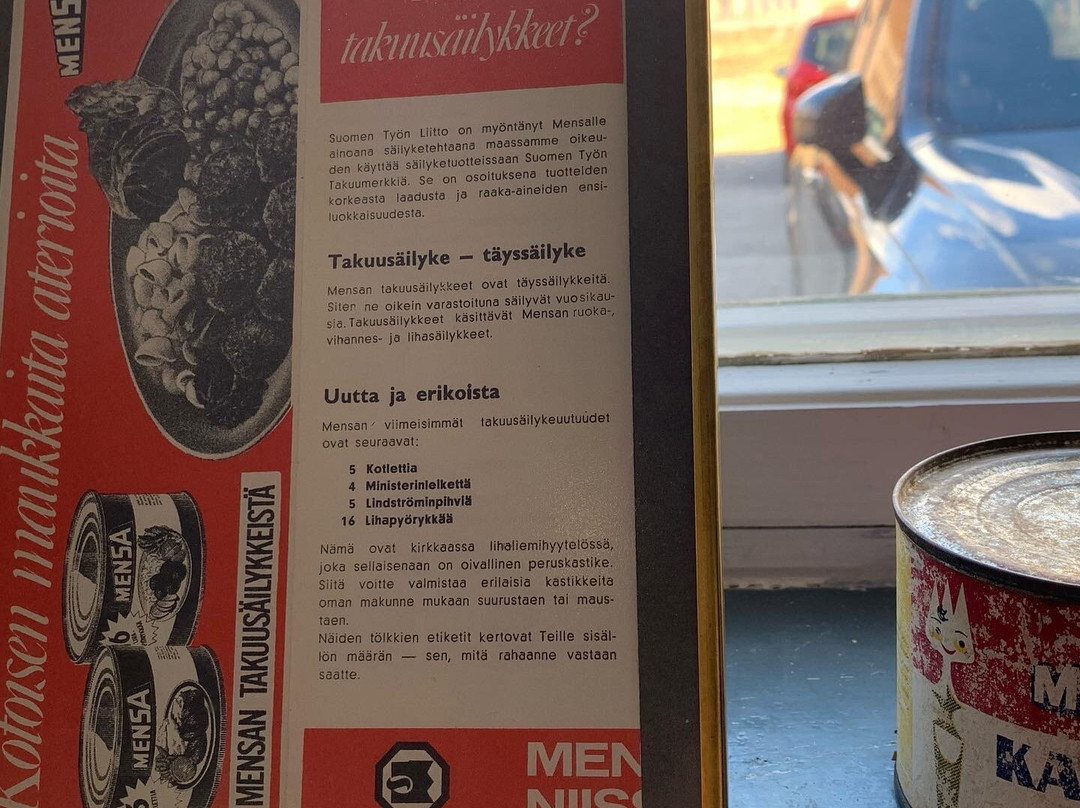 MENS
Kotoisen maukkaita aterioita
MENSA
6
MENSA
MENSAN TAKUUSÄILYKKEISTÄ
takuusäilykkeet?
Suomen Työn Liitto on myöntänyt Mensalle
ainoana säilyketehtaana maassamme oikeu-
den käyttää säilyketuotteissaan Suomen Työn
Takuumerkkiä. Se on osoituksena tuotteiden
korkeasta laadusta ja raaka-aineiden ensi-
luokkaisuudesta.
Takuusäilyke – täyssäilyke
Mensan takuusäilykkeet ovat täyssäilykkeitä.
Siten ne oikein varastoituna säilyvät vuosikau-
sia. Takuusäilykkeet käsittävät Mensan ruoka-,
vihannes- ja lihasäilykkeet.
Uutta ja erikoista
Mensan viimeisimmät takuusäilykeuutuudet
ovat seuraavat:
5 Kotlettia
4 Ministerinleikettä
5 Lindströminpihviä
16 Lihapyörykkää
Nämä ovat kirkkaassa lihaliemihyytelössä,
joka sellaisenaan on oivallinen peruskastike.
Siitä voitte valmistaa erilaisia kastikkeita
oman makunne mukaan suurustaen tai maus-
taen.
Näiden tölkkien etiketit kertovat Teille sisäl-
lön määrän — sen, mitä rahaanne vastaan
saatte.
MEN
NIIS
M
KA